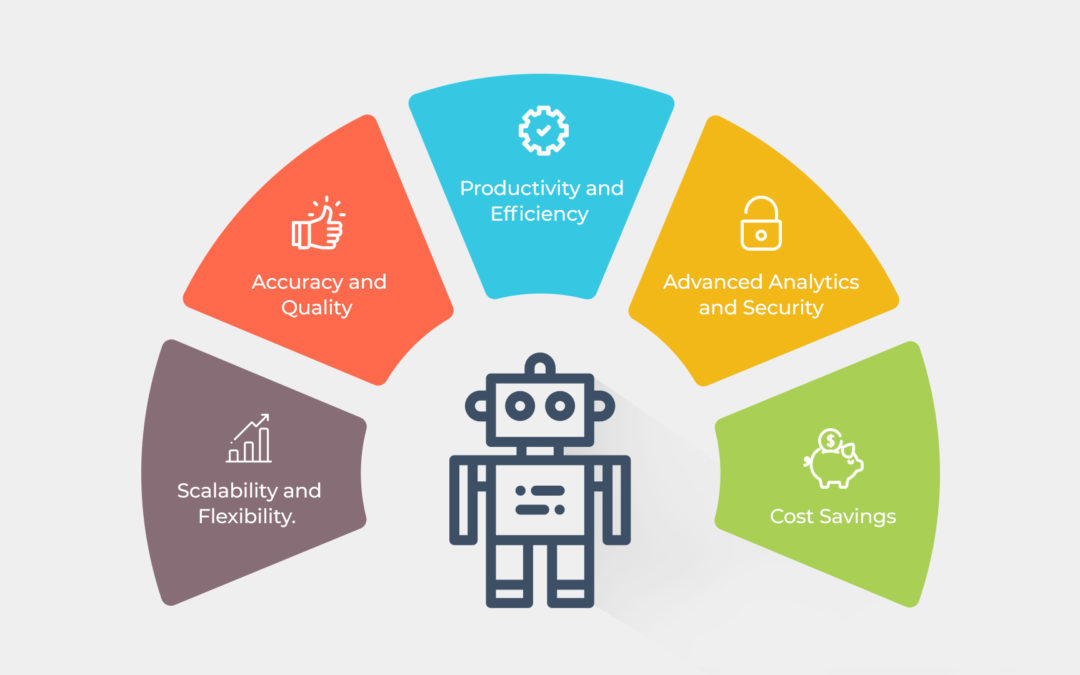 Productivity and
Efficiency
Accuracy and
Quality
Advanced Analytics
and Security
Scalability and
Flexibility.
$
Cost Savings